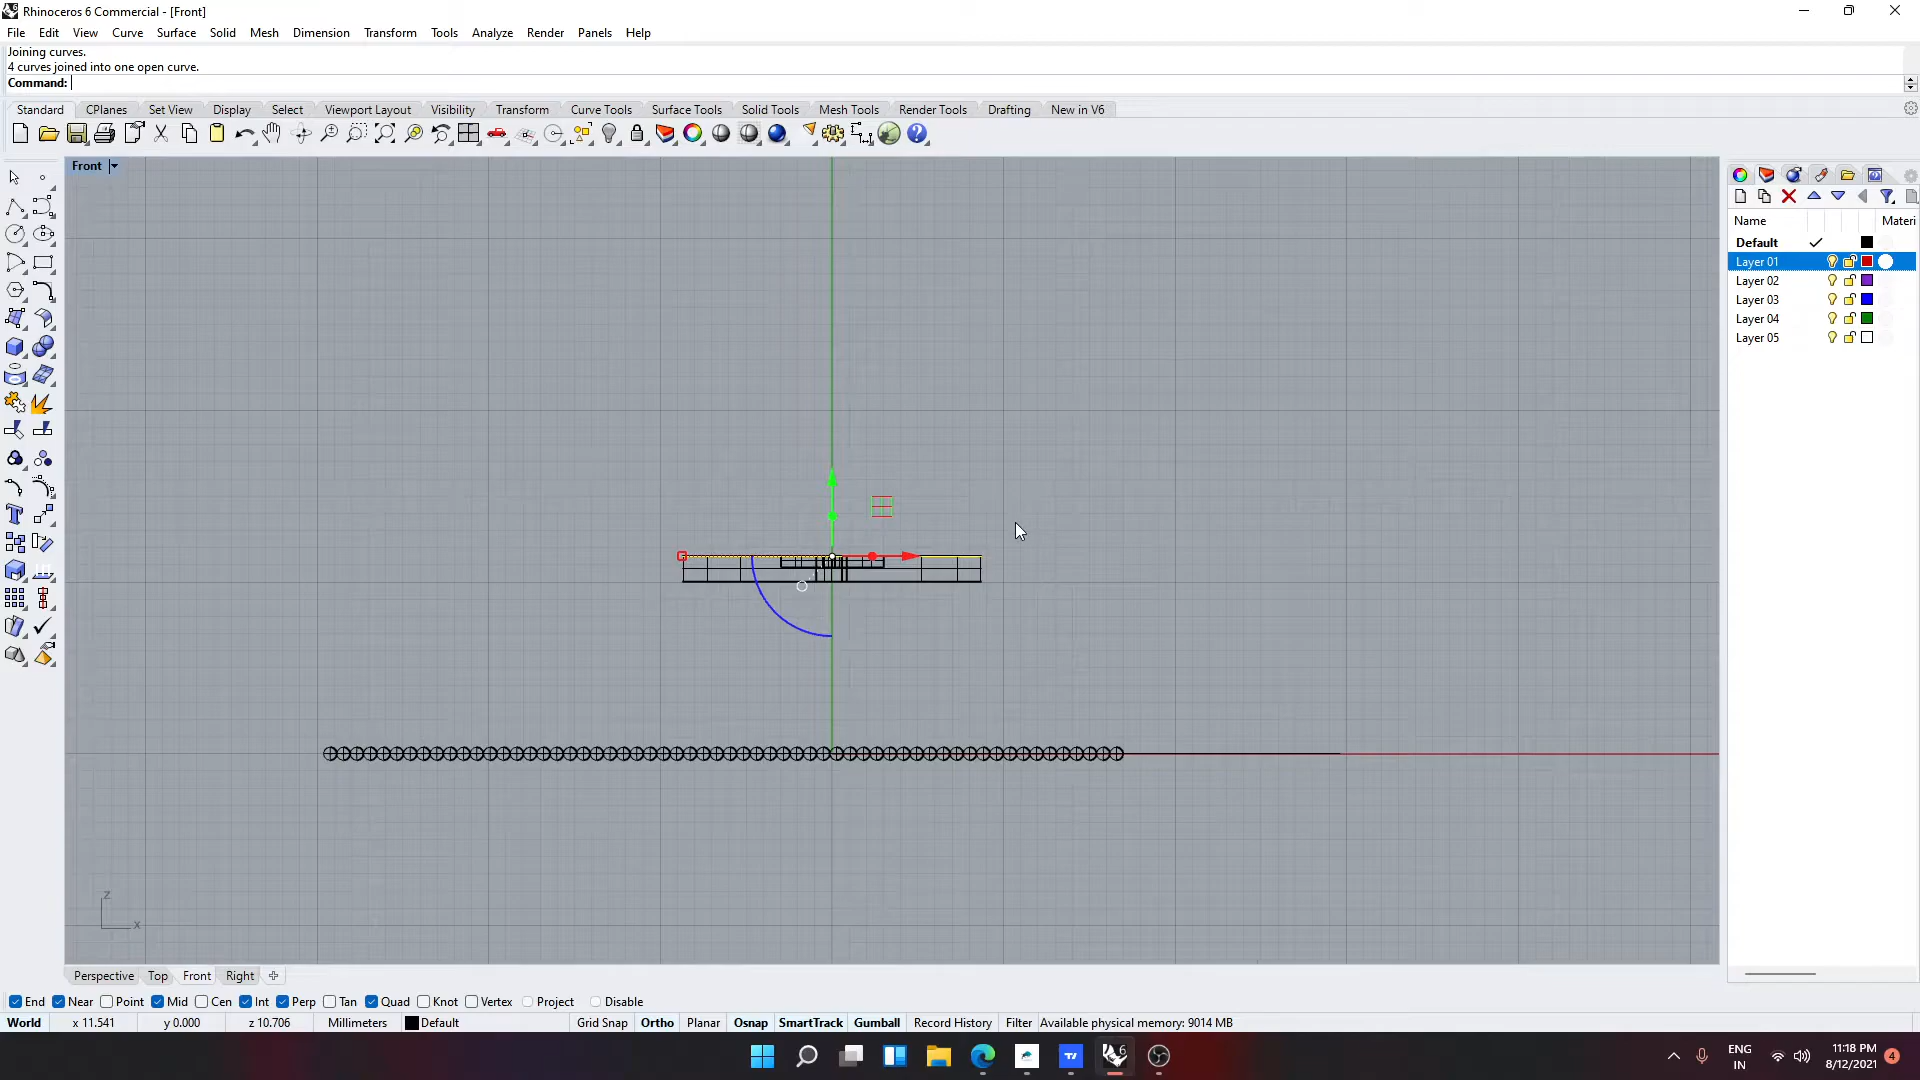 Rhinoceros 6 Commercial - [Front]
File Edit View Curve Surface Solid Mesh Dimension Transform Tools Analyze Render Panels Help
Joining curves.
4 curves joined into one open curve.
Command:
Standard CPlanes Set View Display Select Viewport Layout Visibility Transform Curve Tools Surface Tools Solid Tools Mesh Tools Render Tools Drafting New in V6
Front
Name Materi
Default
Layer 01
Layer 02
Layer 03
Layer 04
Layer 05
z
x
Perspective Top Front Right
End Near Point Mid Cen Int Perp Tan Quad Knot Vertex Project Disable
World x 11.541 y 0.000 z 10.706 Millimeters Default Grid Snap Ortho Planar Osnap SmartTrack Gumball Record History Filter Available physical memory: 9014 MB
ENG
IN
11:18 PM
8/12/2021
4